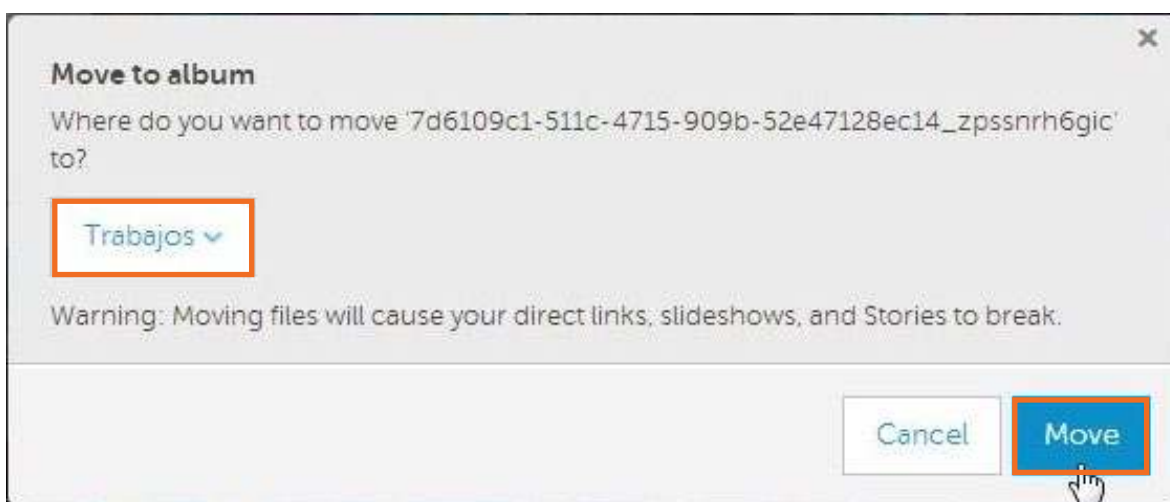 Move to album
Where do you want to move '7d6109c1-511c-4715-909b-52e47128ec14_zpssnrh6gic'
to?
Trabajos
Warning: Moving files will cause your direct links, slideshows, and Stories to break.
Cancel
Move